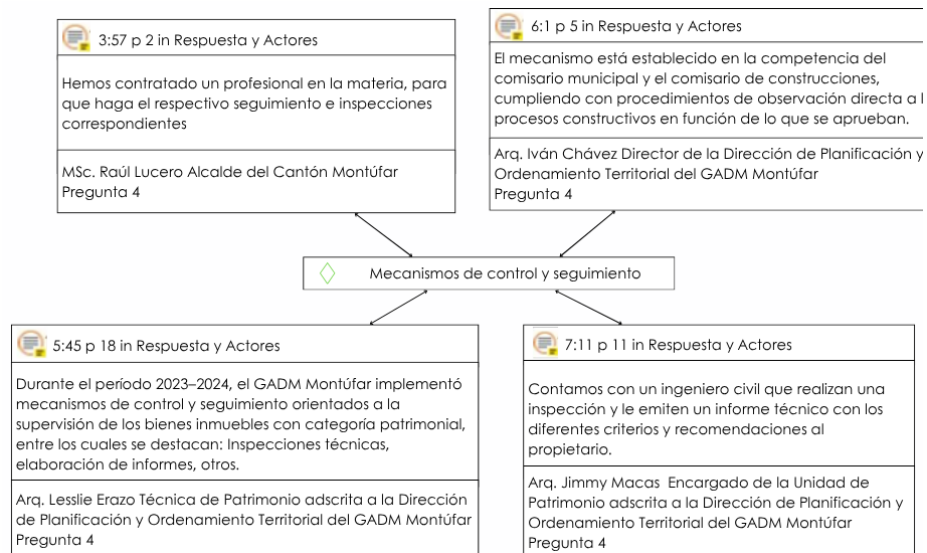 3:57 p 2 in Respuesta y Actores
Hemos contratado un profesional en la materia, para
que haga el respectivo seguimiento e inspecciones
correspondientes
MSc. Raúl Lucero Alcalde del Cantón Montúfar
Pregunta 4
6:1 p 5 in Respuesta y Actores
El mecanismo está establecido en la competencia del
comisario municipal y el comisario de construcciones,
cumpliendo con procedimientos de observación directa a
procesos constructivos en función de lo que se aprueban.
Arq. Iván Chávez Director de la Dirección de Planificación y
Ordenamiento Territorial del GADM Montúfar
Pregunta 4
Mecanismos de control y seguimiento
5:45 p 18 in Respuesta y Actores
Durante el período 2023–2024, el GADM Montúfar implementó
mecanismos de control y seguimiento orientados a la
supervisión de los bienes inmuebles con categoría patrimonial,
entre los cuales se destacan: Inspecciones técnicas,
elaboración de informes, otros.
Arq. Lesslie Erazo Técnica de Patrimonio adscrita a la Dirección
de Planificación y Ordenamiento Territorial del GADM Montúfar
Pregunta 4
7:11 p 11 in Respuesta y Actores
Contamos con un ingeniero civil que realizan una
inspección y le emiten un informe técnico con los
diferentes criterios y recomendaciones al
propietario.
Arq. Jimmy Macas Encargado de la Unidad de
Patrimonio adscrita a la Dirección de Planificación y
Ordenamiento Territorial del GADM Montúfar
Pregunta 4